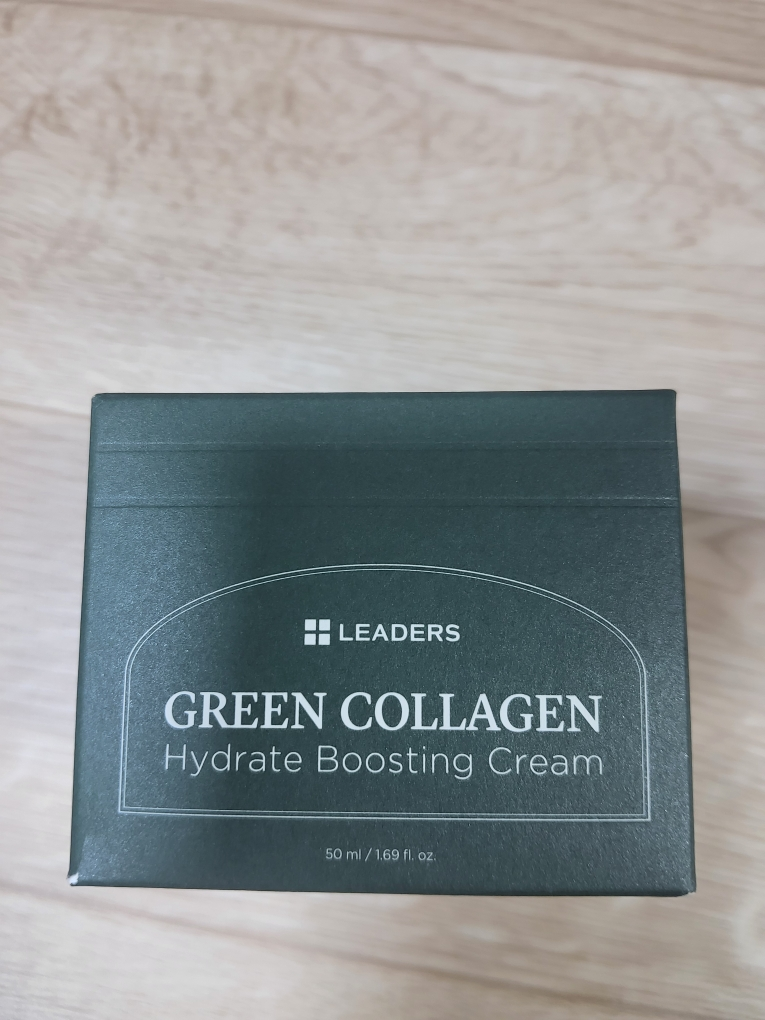 LEADERS
GREEN COLLAGEN
Hydrate Boosting Cream
50 ml / 1.69 fl. oz.